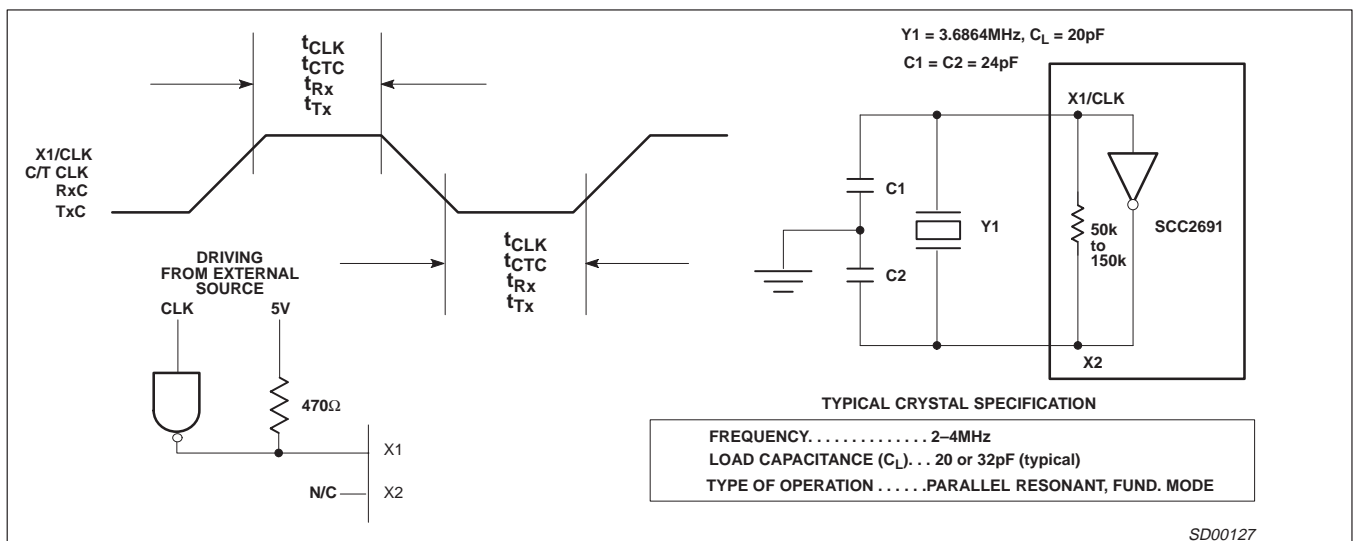 tCLK
tCTC
tRx
tTx
X1/CLK
C/T CLK
RxC
TxC
tCLK
tCTC
tRx
tTx
DRIVING
FROM EXTERNAL
SOURCE
CLK
5V
470Ω
X1
N/C
X2
Y1 = 3.6864MHz, CL = 20pF
C1 = C2 = 24pF
X1/CLK
C1
Y1
C2
50k
to
150k
SCC2691
X2
TYPICAL CRYSTAL SPECIFICATION
FREQUENCY. . . . . . . . . . . . . 2–4MHz
LOAD CAPACITANCE (CL). . . 20 or 32pF (typical)
TYPE OF OPERATION . . . . . .PARALLEL RESONANT, FUND. MODE
SD00127